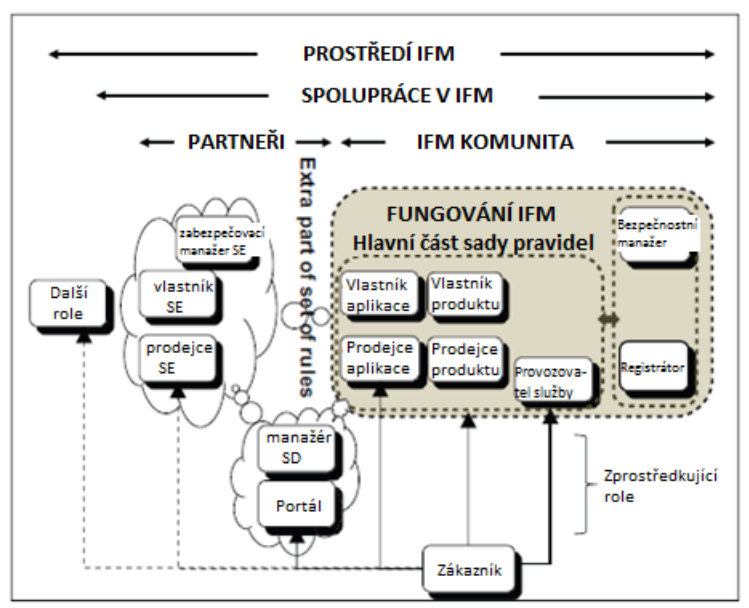 PROSTŘEDÍ IFM
SPOLUPRÁCE V IFM
PARTNEŘI
IFM KOMUNITA
Extra part of set of rules
FUNGOVÁNÍ IFM
Hlavní část sady pravidel
zabezpečovací
manažer SE
vlastník
SE
prodejce
SE
Další
role
Vlastník
aplikace
Vlastník
produktu
Prodejce
aplikace
Prodejce
produktu
Provozova-
tel služby
Bezpečnostní
manažer
Registrátor
manažér
SD
Portál
Zprostředkující
role
Zákazník